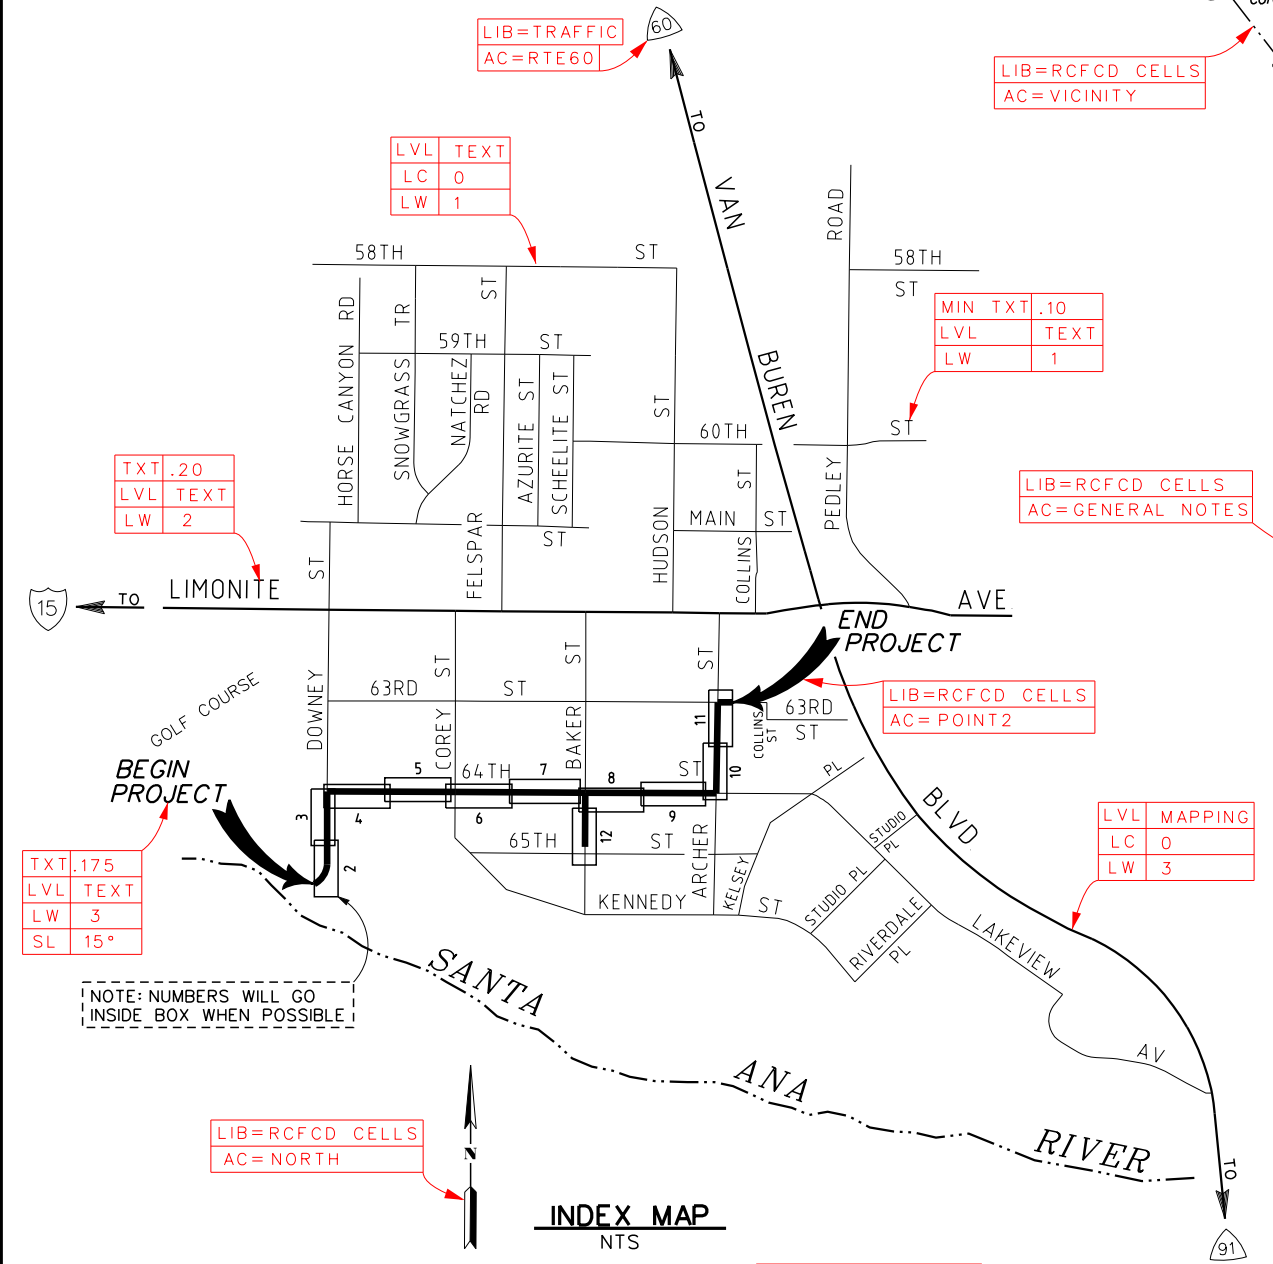 LIB=TRAFFIC
AC=RTE60
60
TO
LIB=RCFCD CELLS
AC=VICINITY
LVL TEXT
LC 0
LW 1
VAN
ROAD
58TH
ST
58TH
ST
MIN TXT .10
LVL TEXT
LW 1
HORSE CANYON RD
SNOWGRASS TR
59TH
ST
ST
NATCHEZ RD
AZURITE ST
SCHEELITE ST
BUREN
ST
60TH
ST
ST
PEDLEY
TXT .20
LVL TEXT
LW 2
LIB=RCFCD CELLS
AC=GENERAL NOTES
MAIN ST
ST
FELSPAR
HUDSON
COLLINS
ST
15
TO
LIMONITE
AVE.
END
PROJECT
GOLF COURSE
DOWNEY
63RD
ST
COREY
ST
BAKER
ST
ST
LIB=RCFCD CELLS
AC=POINT2
63RD
ST
COLLINS
ST
11
BEGIN
PROJECT
5
64TH
7
8
ST
10
PL
3
4
6
9
12
BLVD.
STUDIO
PL
LVL MAPPING
LC 0
LW 3
65TH
ST
TXT .175
LVL TEXT
LW 3
SL 15°
2
ARCHER
KELSEY
KENNEDY
ST
STUDIO PL
RIVERDALE
PL
LAKEVIEW
AV
NOTE: NUMBERS WILL GO
INSIDE BOX WHEN POSSIBLE
SANTA
ANA
RIVER
LIB=RCFCD CELLS
AC=NORTH
N
TO
91
INDEX MAP
NTS